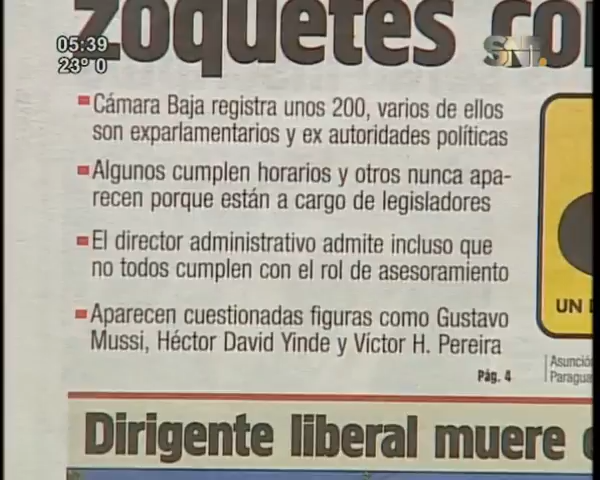 zoquetes co
05:39
SNT.
23° 0
Cámara Baja registra unos 200, varios de ellos
son exparlamentarios y ex autoridades políticas
Algunos cumplen horarios y otros nunca apa-
recen porque están a cargo de legisladores
El director administrativo admite incluso que
no todos cumplen con el rol de asesoramiento
Aparecen cuestionadas figuras como Gustavo
Mussi, Héctor David Yinde y Víctor H. Pereira
Pág. 4
UN
Asunción
Paragua
Dirigente liberal muere